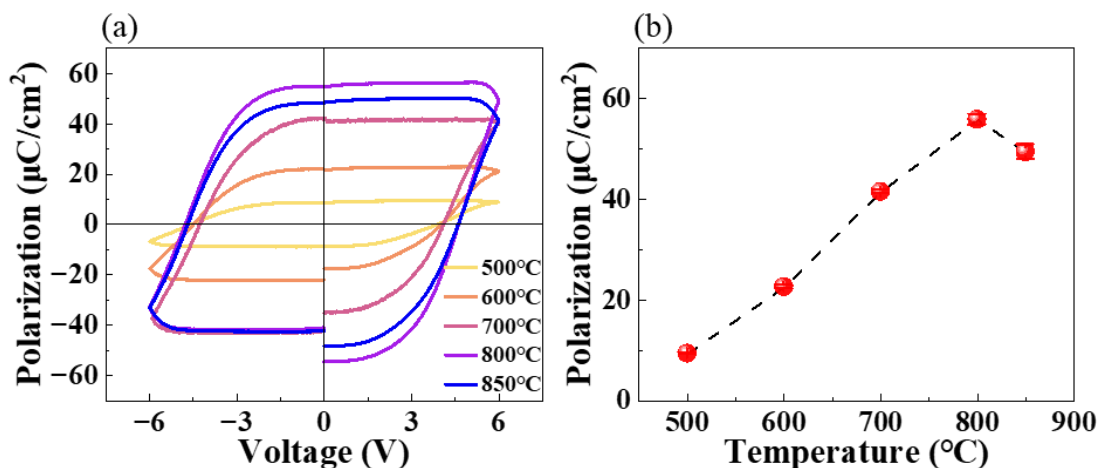 (a)
Polarization (μC/cm²)
60
40
20
0
−20
−40
−60
500°C
600°C
700°C
800°C
850°C
−6 −3 0 3 6
Voltage (V)
(b)
Polarization (μC/cm²)
60
40
20
0
500 600 700 800 900
Temperature (°C)